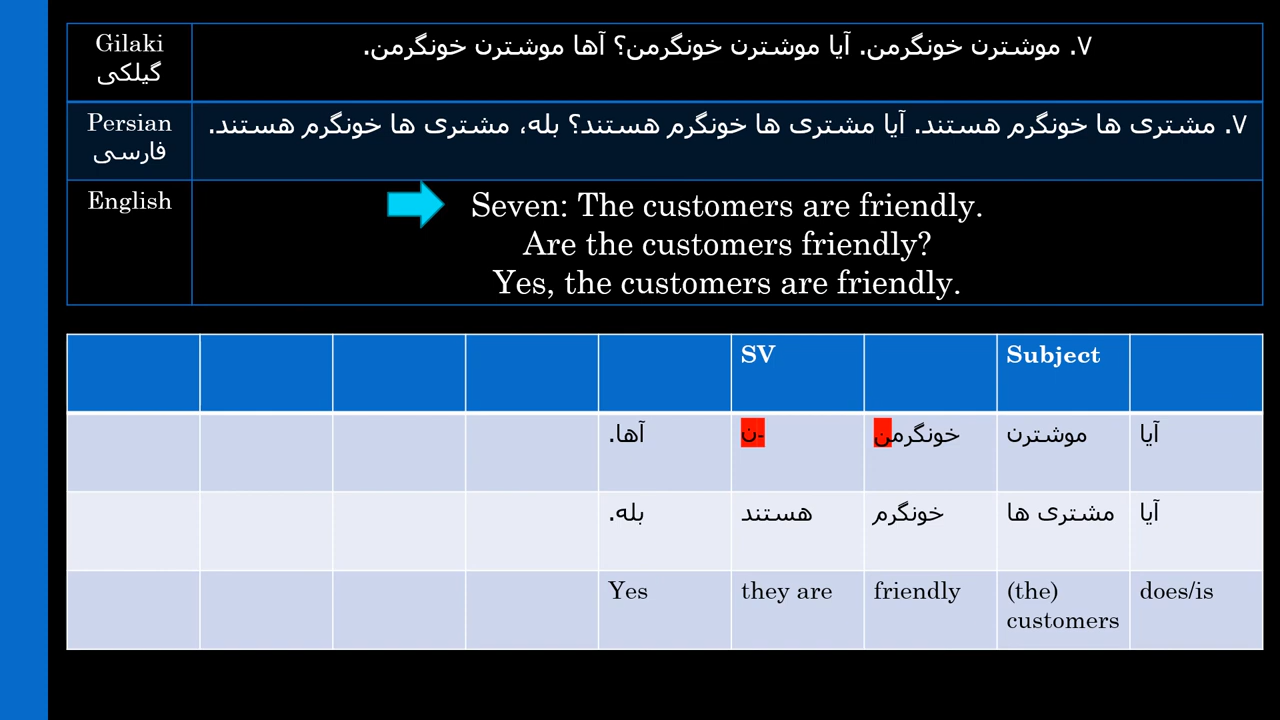 Gilaki
گیلکی
۷. موشترن خونگرمن. آیا موشترن خونگرمن؟ آها موشترن خونگرمن.
Persian
فارسی
۷. مشتری ها خونگرم هستند. آیا مشتری ها خونگرم هستند؟ بله، مشتری ها خونگرم هستند.
English
Seven: The customers are friendly.
Are the customers friendly?
Yes, the customers are friendly.
SV Subject
آیا موشترن خونگرمن -ن آها.
آیا مشتری ها خونگرم هستند بله.
Yes they are friendly (the) customers does/is